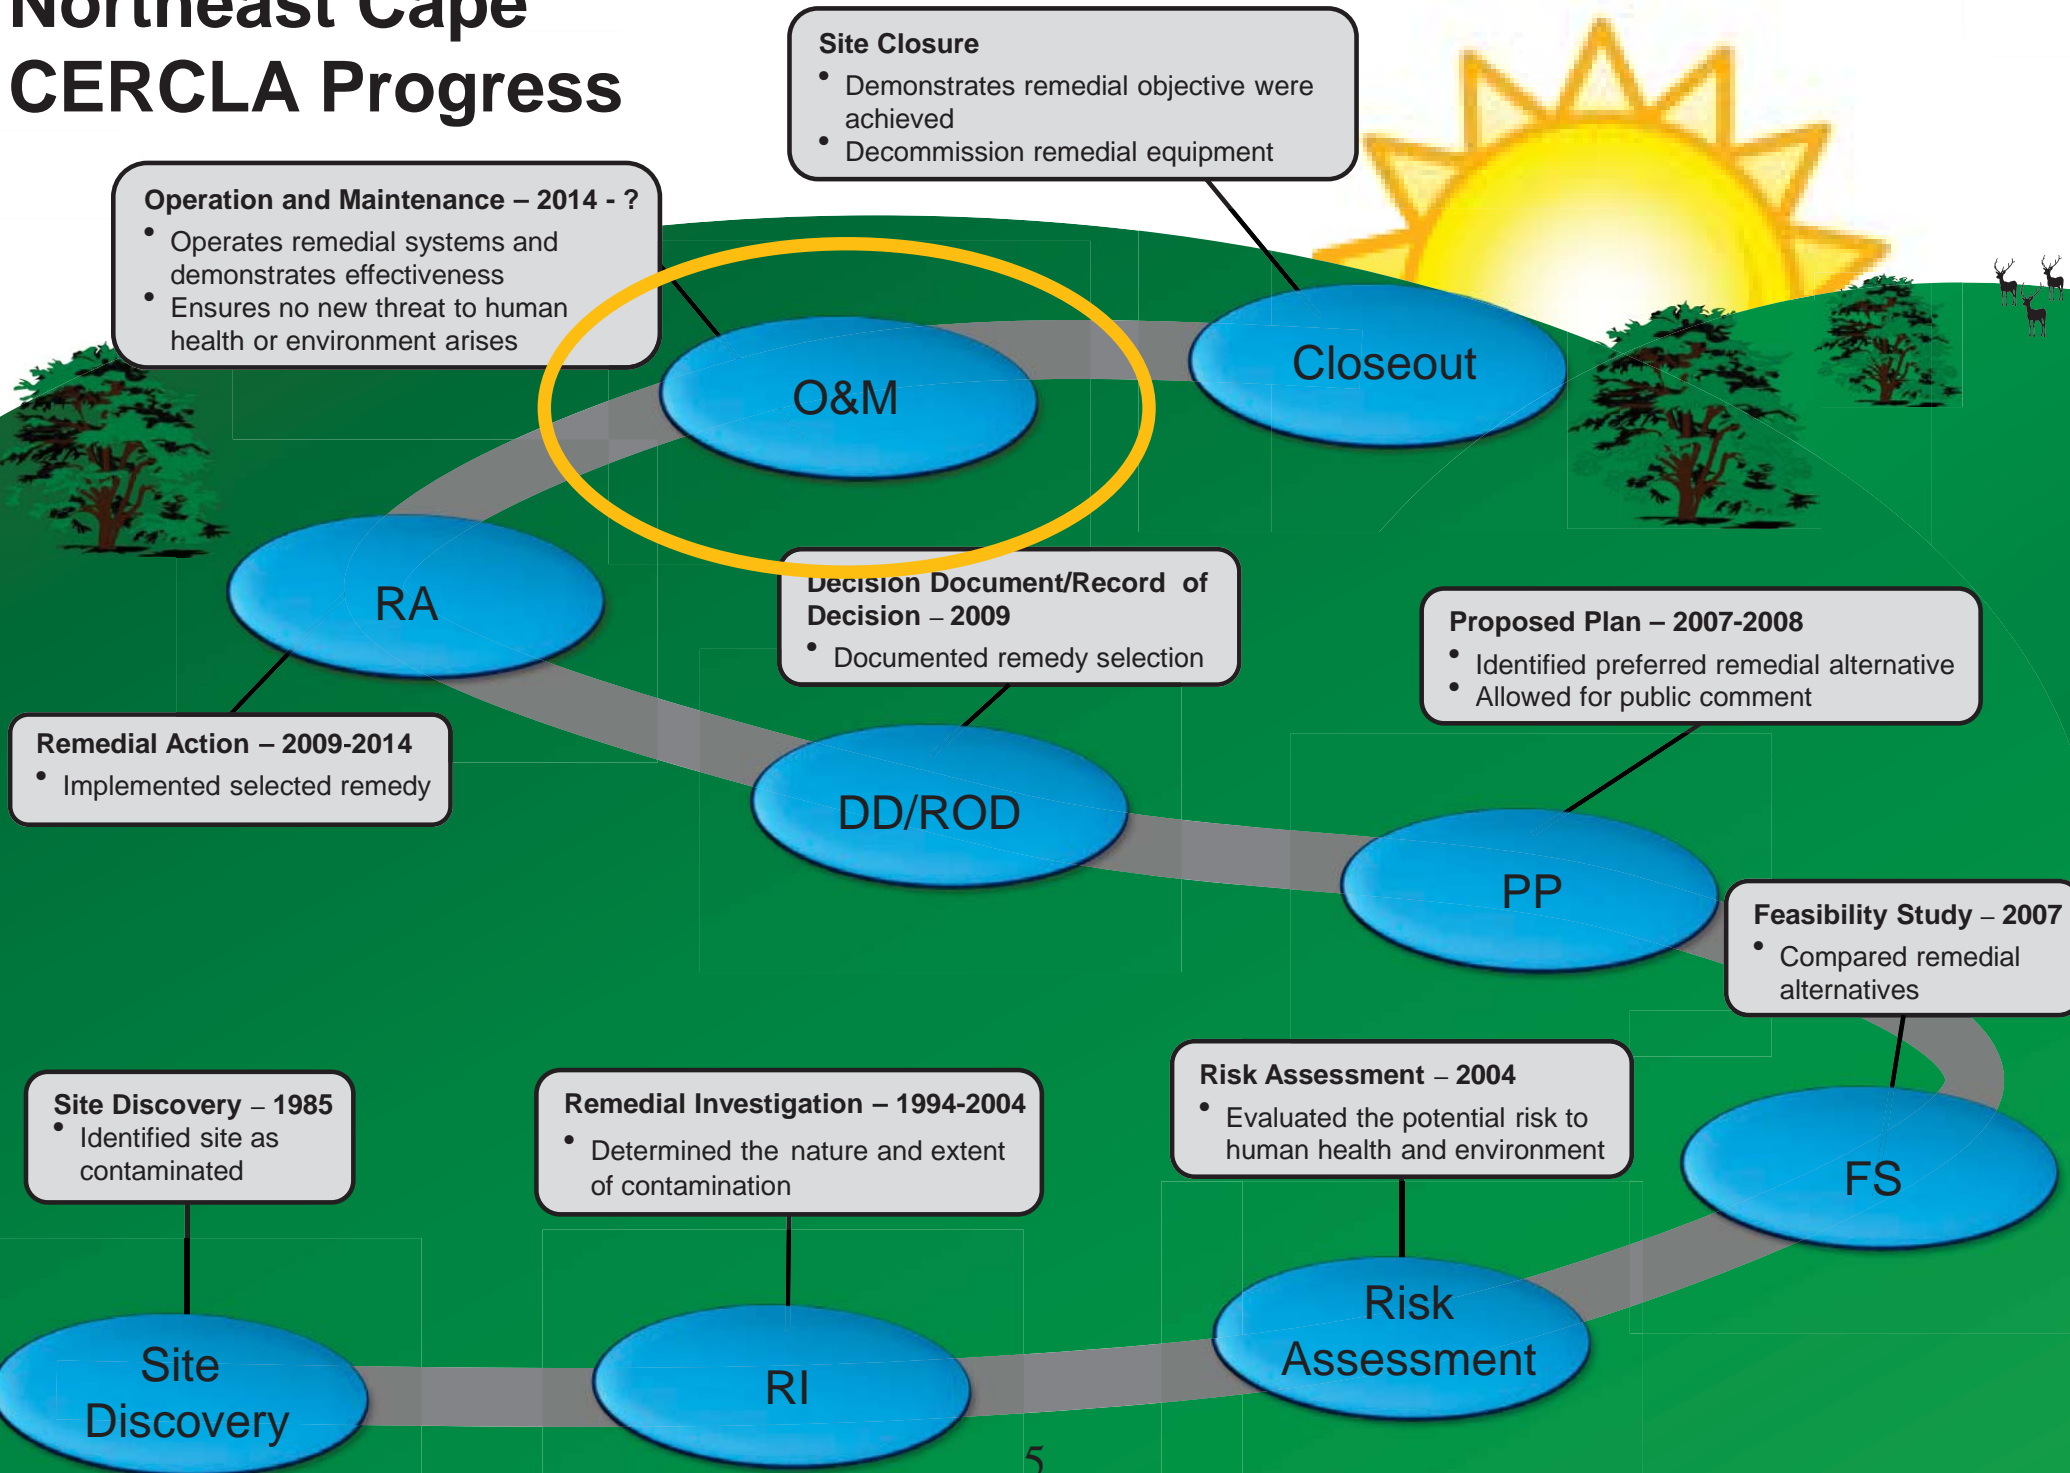 Northeast Cape
CERCLA Progress
Site Closure
• Demonstrates remedial objective were
achieved
• Decommission remedial equipment
Operation and Maintenance – 2014 - ?
• Operates remedial systems and
demonstrates effectiveness
• Ensures no new threat to human
health or environment arises
O&M
Closeout
RA
Decision Document/Record of
Decision – 2009
• Documented remedy selection
Proposed Plan – 2007-2008
• Identified preferred remedial alternative
• Allowed for public comment
Remedial Action – 2009-2014
• Implemented selected remedy
DD/ROD
PP
Feasibility Study – 2007
• Compared remedial
alternatives
Site Discovery – 1985
• Identified site as
contaminated
Remedial Investigation – 1994-2004
• Determined the nature and extent
of contamination
Risk Assessment – 2004
• Evaluated the potential risk to
human health and environment
FS
Site
Discovery
RI
Risk
Assessment
5